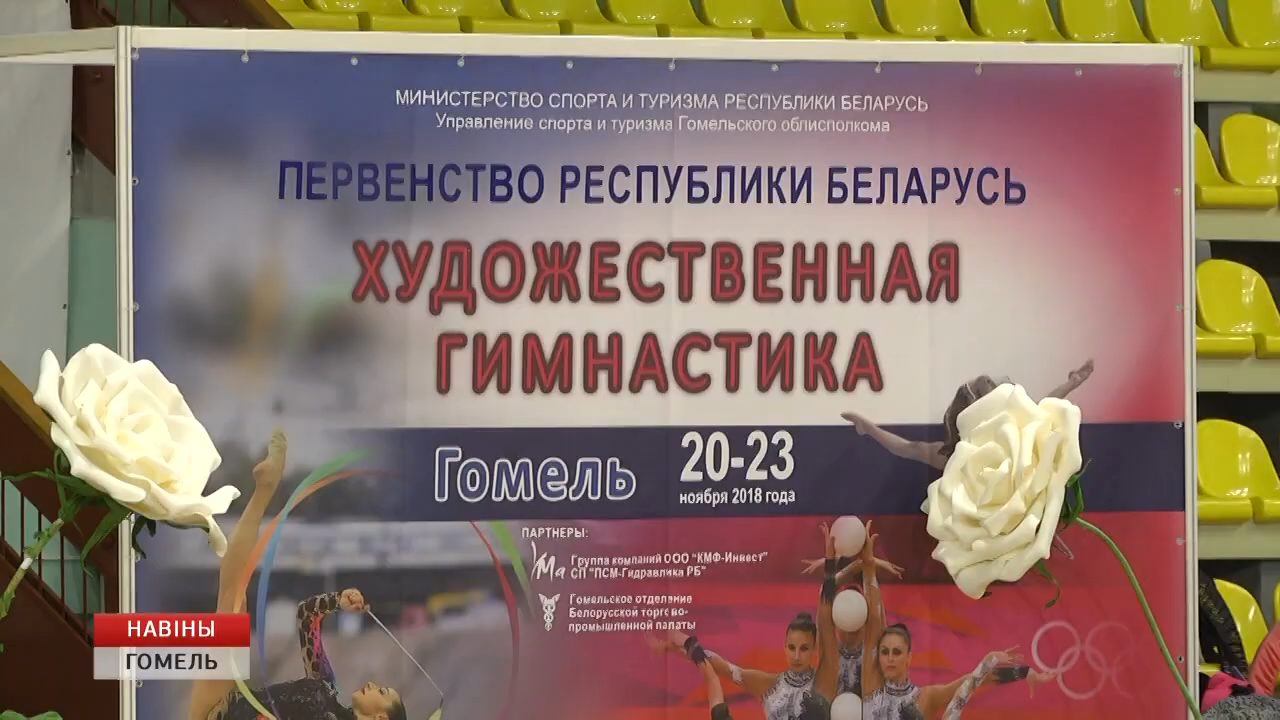 МИНИСТЕРСТВО СПОРТА И ТУРИЗМА РЕСПУБЛИКИ БЕЛАРУСЬ
Управление спорта и туризма Гомельского облисполкома
ПЕРВЕНСТВО РЕСПУБЛИКИ БЕЛАРУСЬ
ХУДОЖЕСТВЕННАЯ
ГИМНАСТИКА
Гомель 20-23
ноября 2018 года
ПАРТНЕРЫ:
Группа компаний ООО "КМФ-Инвест"
СП "ПСМ-Гидравлика РБ"
Гомельское отделение
Белорусской торгово-
промышленной палаты
НАВІНЫ
ГОМЕЛЬ